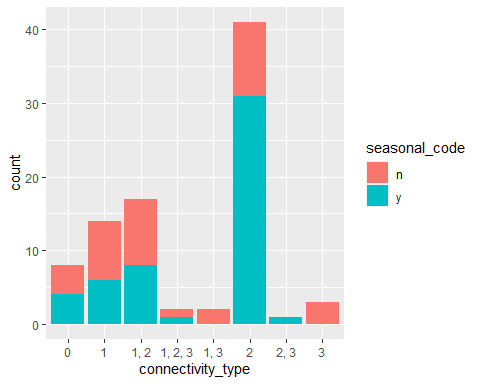 40
30
20
10
0
count
0 1 1, 2 1, 2, 3 1, 3 2 2, 3 3
connectivity_type
seasonal_code
n
y